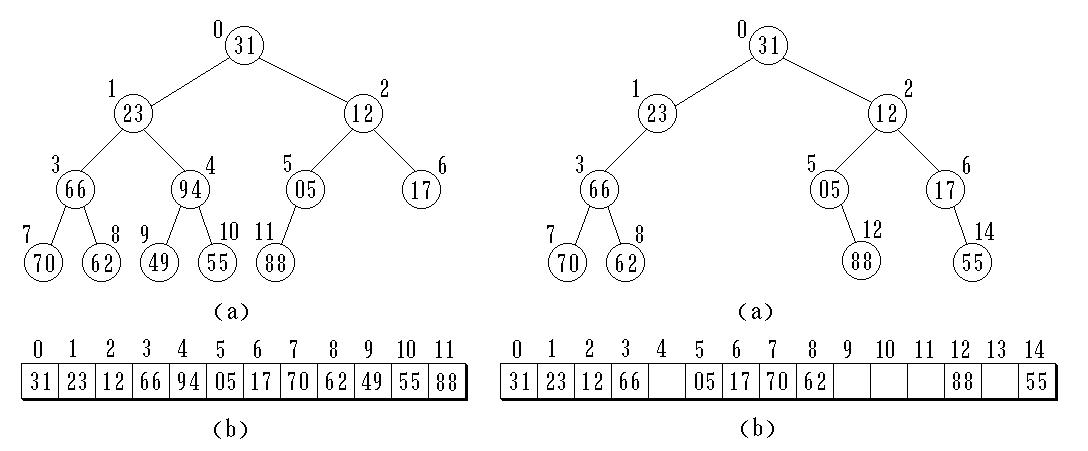 0 31
1 2
23 12
3 4 5 6
66 94 05 17
7 8 9 10 11
70 62 49 55 88
(a)
0 1 2 3 4 5 6 7 8 9 10 11
31 23 12 66 94 05 17 70 62 49 55 88
(b)
0 31
1 2
23 12
3 5 6
66 05 17
7 8 12 14
70 62 88 55
(a)
0 1 2 3 4 5 6 7 8 9 10 11 12 13 14
31 23 12 66 05 17 70 62 88 55
(b)